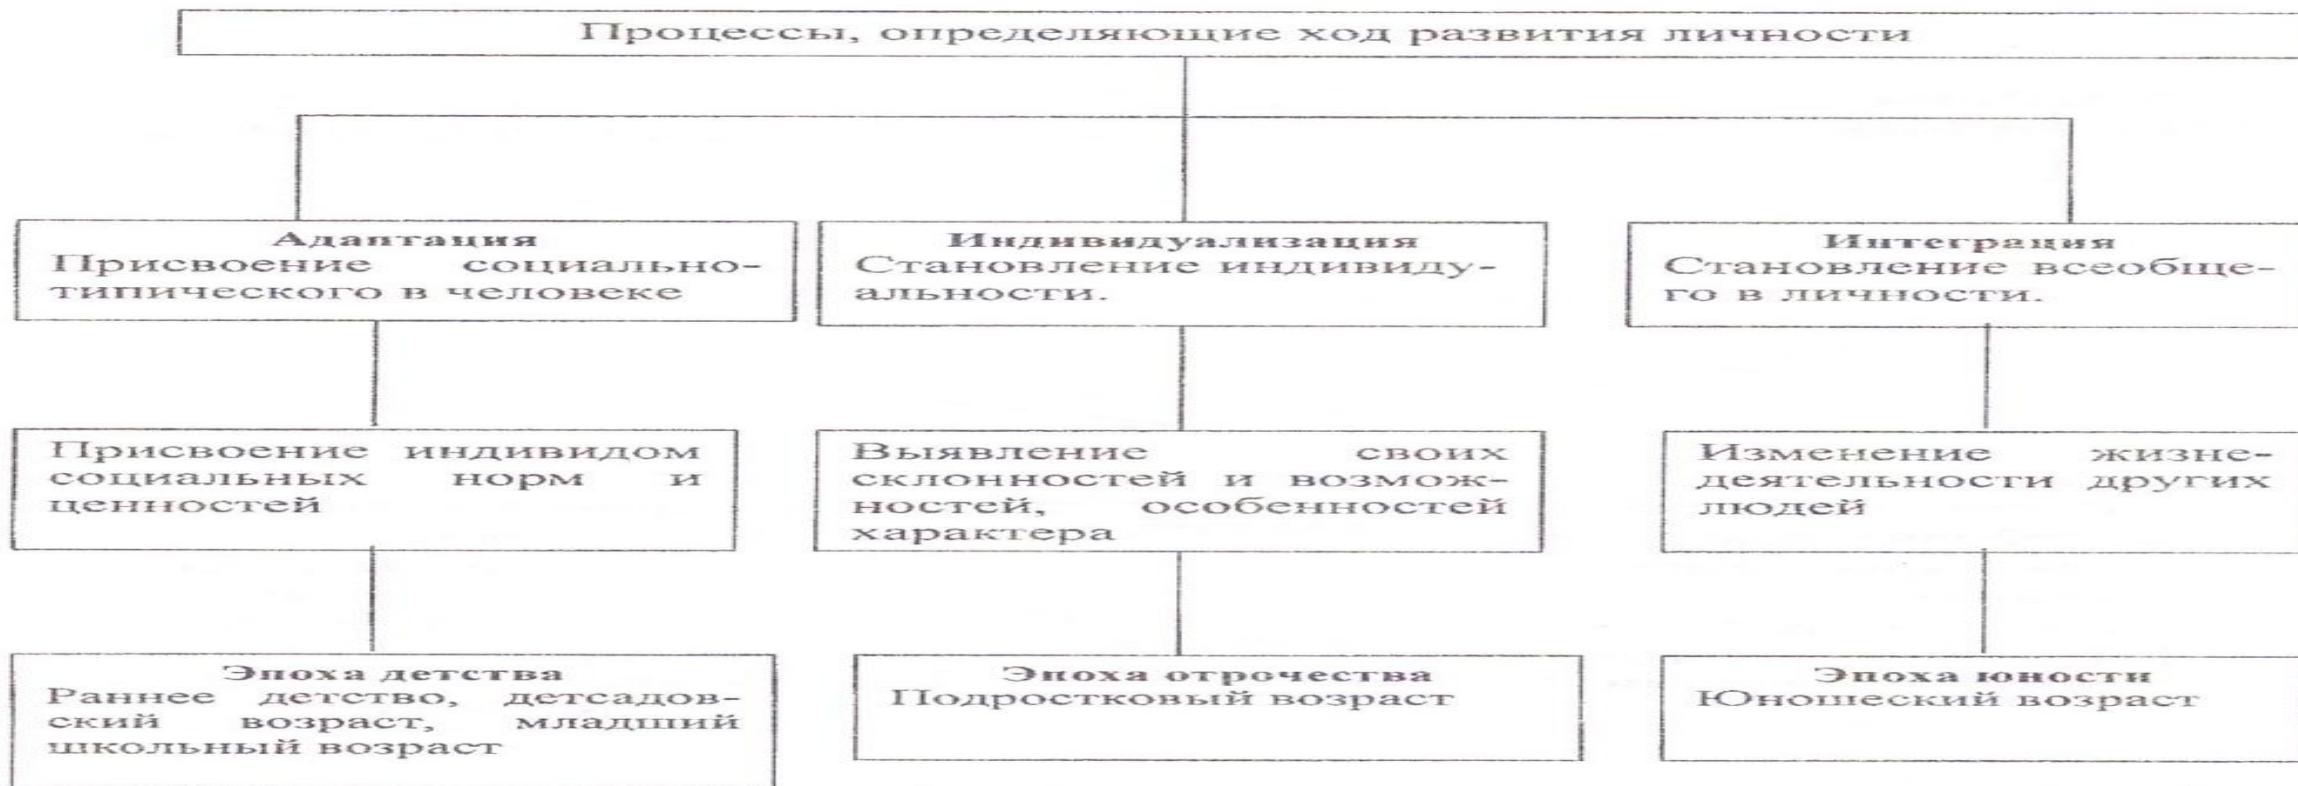 Процессы, определяющие ход развития личности
Адаптация
Присвоение социально-
типического в человеке
Индивидуализация
Становление индивиду-
альности.
Интеграция
Становление всеобще-
го в личности.
Присвоение индивидом
социальных норм и
ценностей
Выявление своих
склонностей и возмож-
ностей, особенностей
характера
Изменение жизне-
деятельности других
людей
Эпоха детства
Раннее детство, детсадов-
ский возраст, младший
школьный возраст
Эпоха отрочества
Подростковый возраст
Эпоха юности
Юношеский возраст